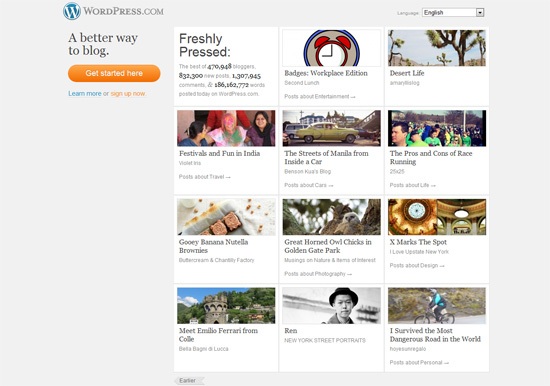 WORDPRESS.COM
Language: English
A better way
to blog.
Get started here
Learn more or sign up now.
Freshly
Pressed:
The best of 470,948 bloggers,
832,300 new posts, 1,307,945
comments, & 186,162,772 words
posted today on WordPress.com.
Badges: Workplace Edition
Second Lunch
Posts about Entertainment →
Desert Life
Festivals and Fun in India
Violet Iris
Posts about Travel →
The Streets of Manila from
Inside a Car
Benson Kua's Blog
Posts about Cars →
The Pros and Cons of Race
Running
25x25
Posts about Life →
Gooey Banana Nutella
Brownies
Buttercream & Chantilly Factory
Great Horned Owl Chicks in
Golden Gate Park
Musings on Nature & Items of Interest
Posts about Photography →
X Marks The Spot
I Love Upstate New York
Posts about Design →
Meet Emilio Ferrari from
Colle
Bella Bagni di Lucca
Ren
NEW YORK STREET PORTRAITS
I Survived the Most
Dangerous Road in the World
hoyesunregalo
Posts about Personal →
Earlier